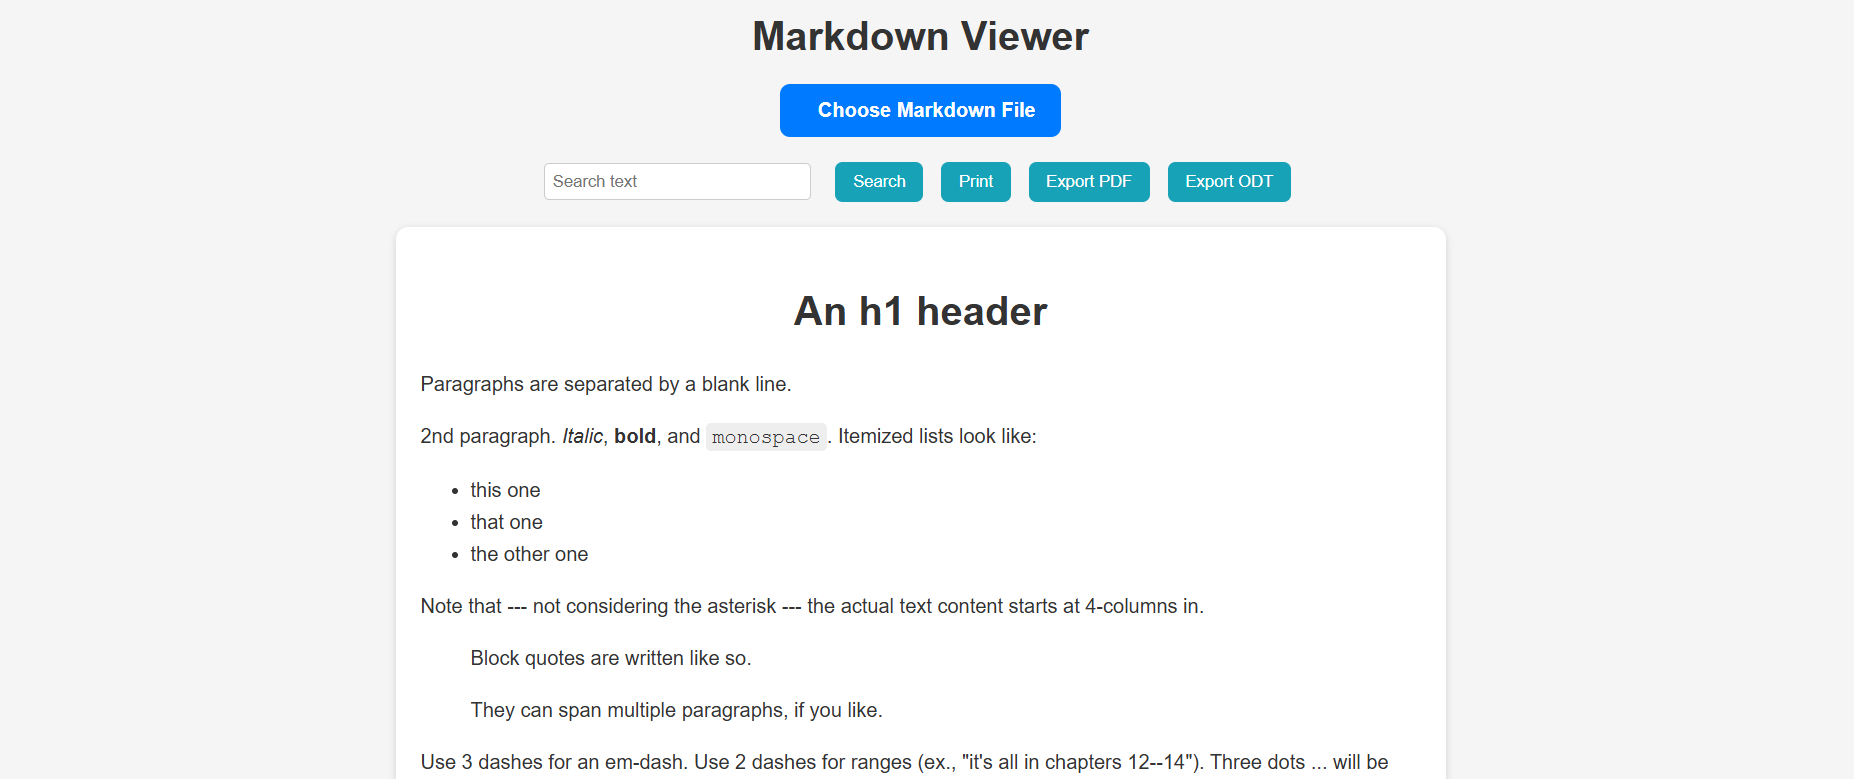 Markdown Viewer
Choose Markdown File
Search text
Search
Print
Export PDF
Export ODT
An h1 header
Paragraphs are separated by a blank line.
2nd paragraph. Italic, bold, and monospace. Itemized lists look like:
• this one
• that one
• the other one
Note that --- not considering the asterisk --- the actual text content starts at 4-columns in.
Block quotes are written like so.
They can span multiple paragraphs, if you like.
Use 3 dashes for an em-dash. Use 2 dashes for ranges (ex., "it's all in chapters 12--14"). Three dots ... will be